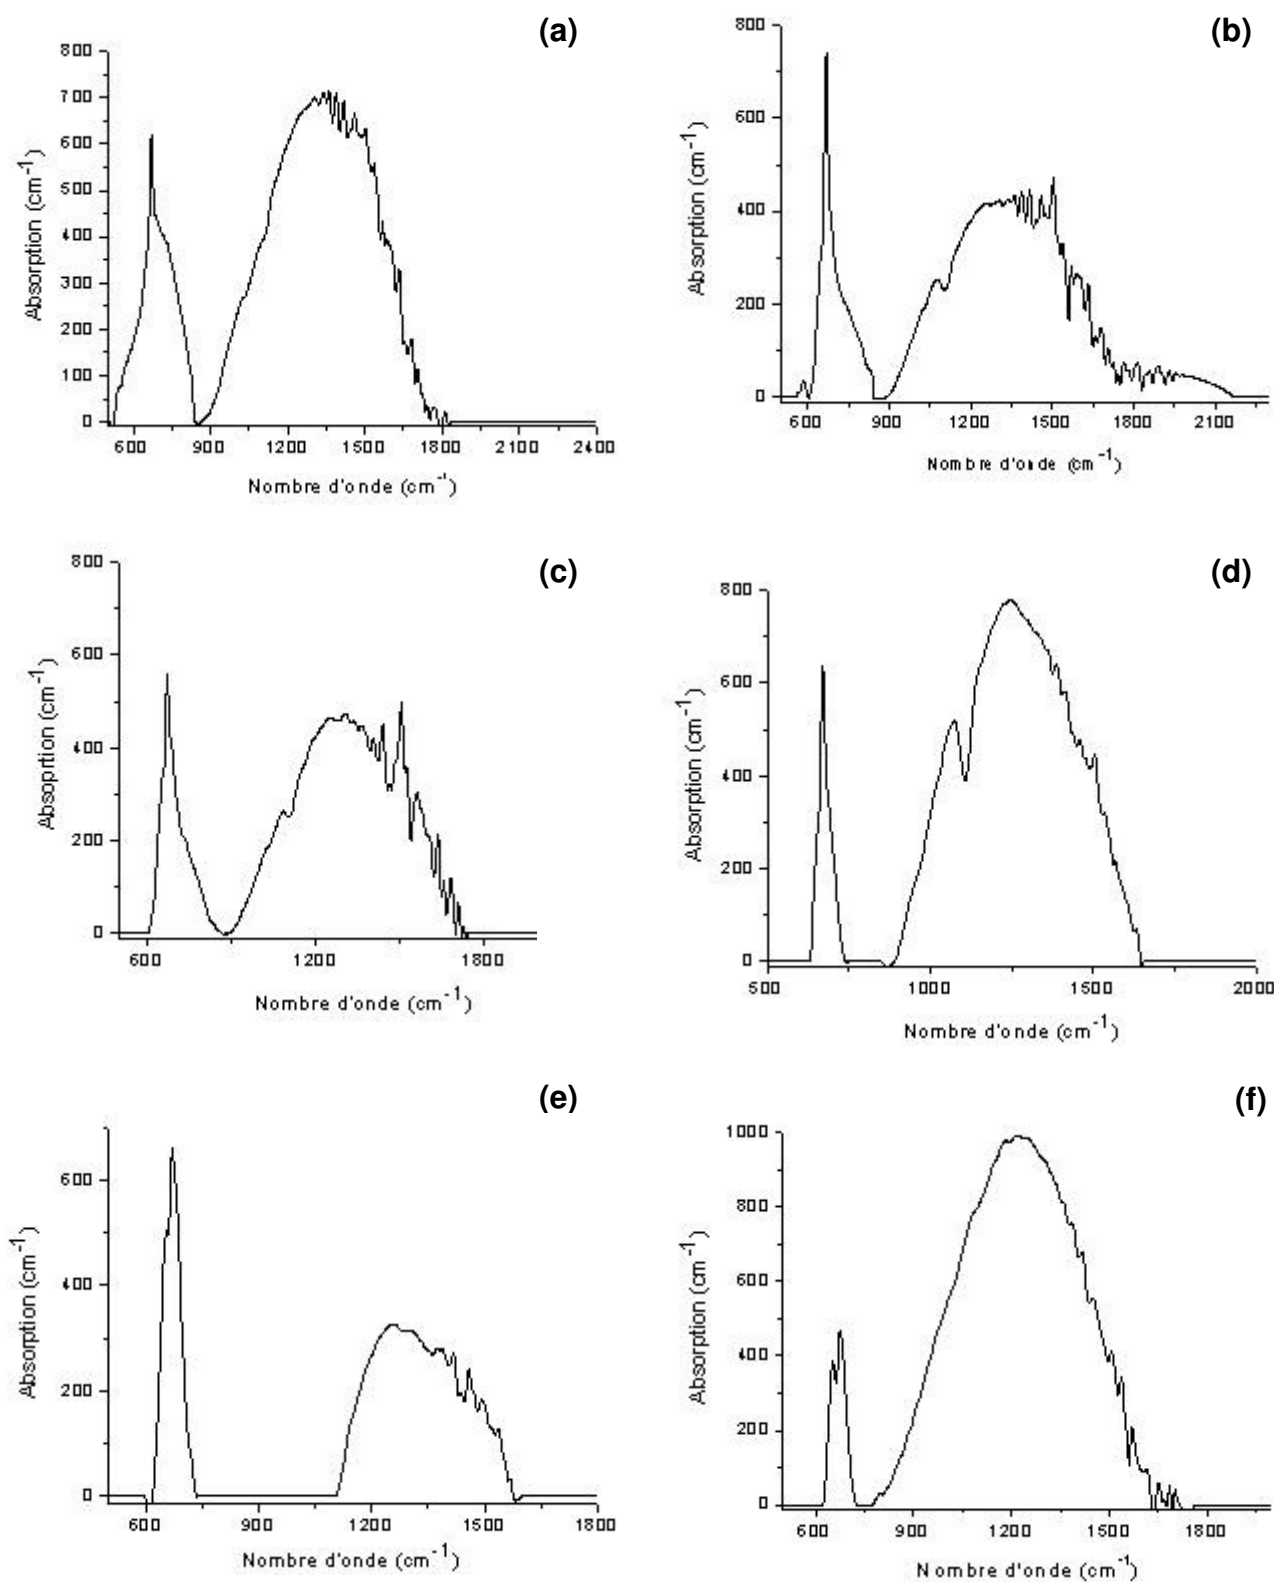 (a)
800
700
600
500
400
300
200
100
0
Absorption (cm-1)
600 900 1200 1500 1800 2100 2400
Nombre d'onde (cm-1)
(b)
800
600
400
200
0
Absorption (cm-1)
600 900 1200 1500 1800 2100
Nombre d'onde (cm-1)
(c)
800
600
400
200
0
Absoprtion (cm-1)
600 1200 1800
Nombre d'onde (cm-1)
(d)
800
600
400
200
0
Absorption (cm-1)
500 1000 1500 2000
Nombre d'onde (cm-1)
(e)
600
400
200
0
Absorption (cm-1)
600 900 1200 1500 1800
Nombre d'onde (cm-1)
(f)
1000
800
600
400
200
0
Absorption (cm-1)
600 900 1200 1500 1800
Nombre d'onde (cm-1)